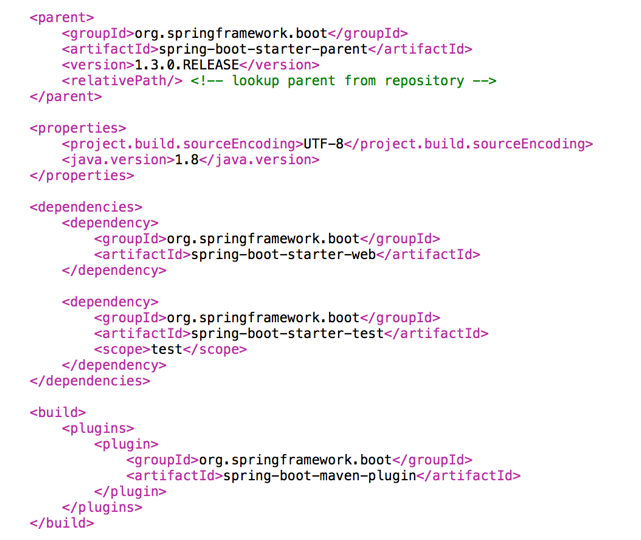 <parent>
    <groupId>org.springframework.boot</groupId>
    <artifactId>spring-boot-starter-parent</artifactId>
    <version>1.3.0.RELEASE</version>
    <relativePath/> <!-- lookup parent from repository -->
</parent>

<properties>
    <project.build.sourceEncoding>UTF-8</project.build.sourceEncoding>
    <java.version>1.8</java.version>
</properties>

<dependencies>
    <dependency>
        <groupId>org.springframework.boot</groupId>
        <artifactId>spring-boot-starter-web</artifactId>
    </dependency>

    <dependency>
        <groupId>org.springframework.boot</groupId>
        <artifactId>spring-boot-starter-test</artifactId>
        <scope>test</scope>
    </dependency>
</dependencies>

<build>
    <plugins>
        <plugin>
            <groupId>org.springframework.boot</groupId>
            <artifactId>spring-boot-maven-plugin</artifactId>
        </plugin>
    </plugins>
</build>